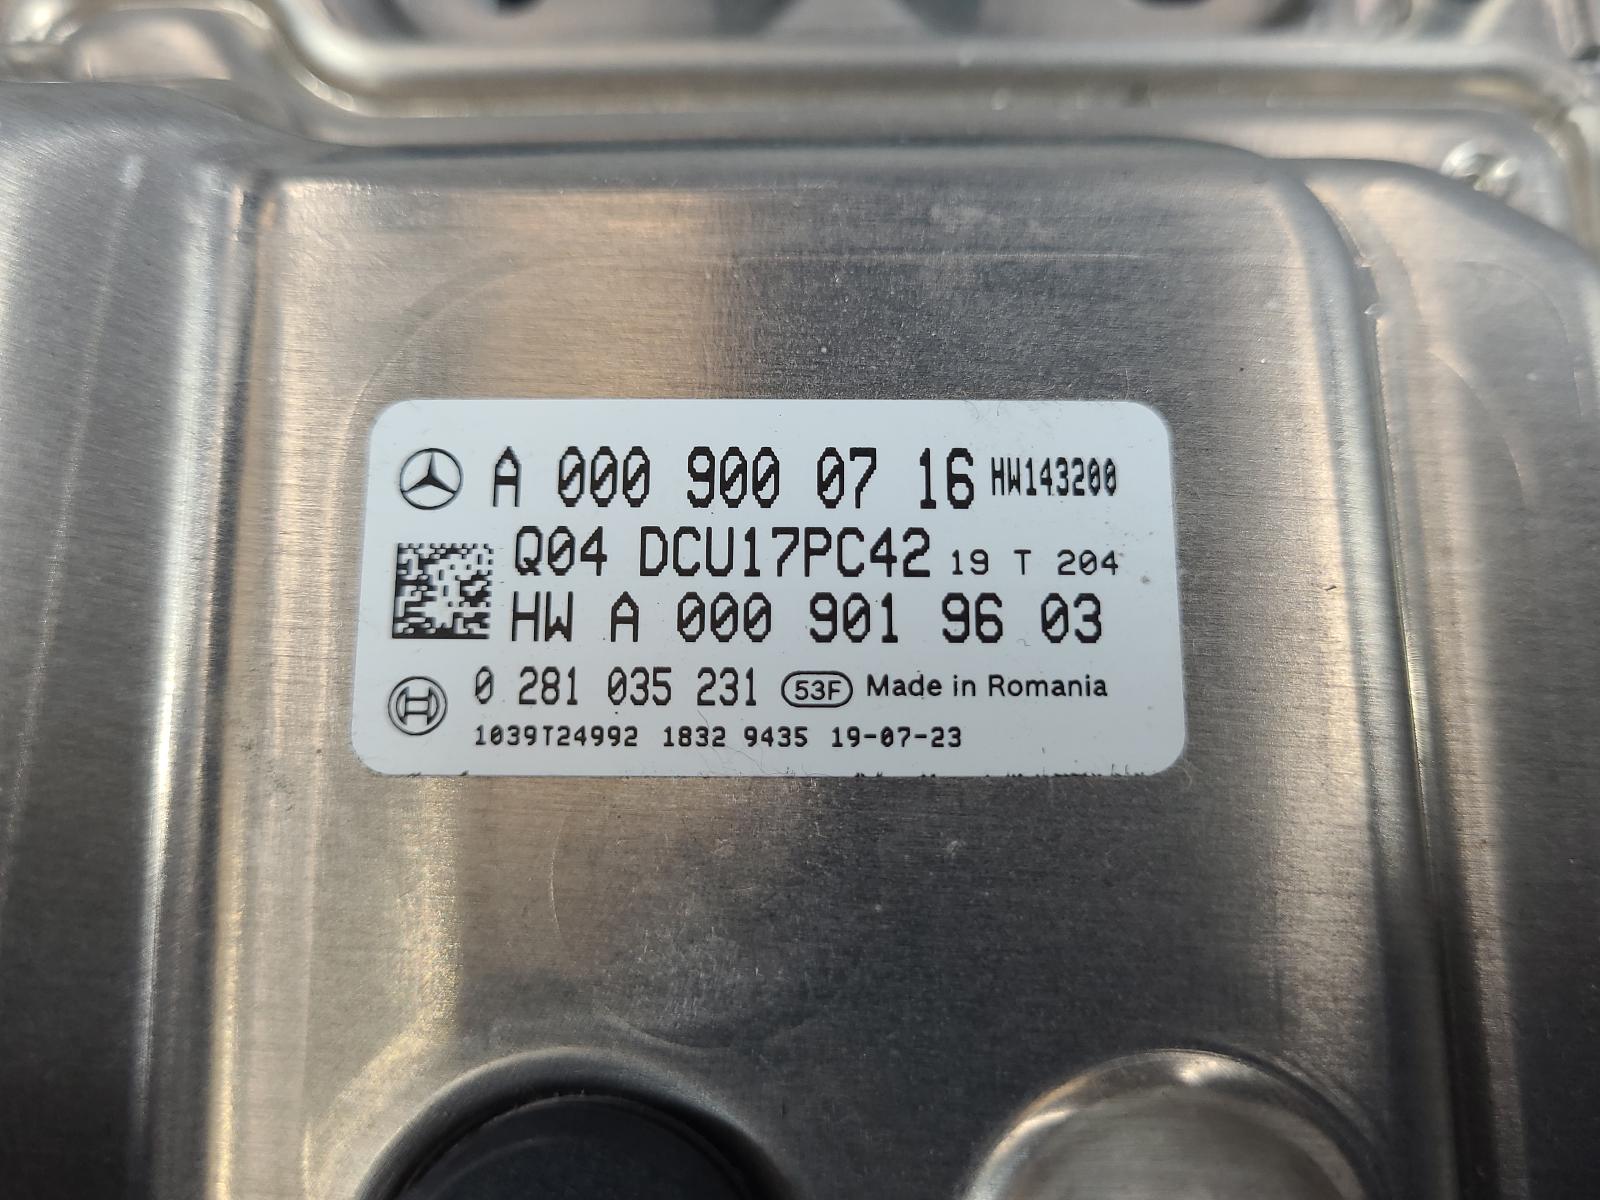 A 000 900 07 16 HW143200
Q04 DCU17PC42 19 T 204
HW A 000 901 96 03
0 281 035 231 53F Made in Romania
1039T24992 1832 9435 19-07-23